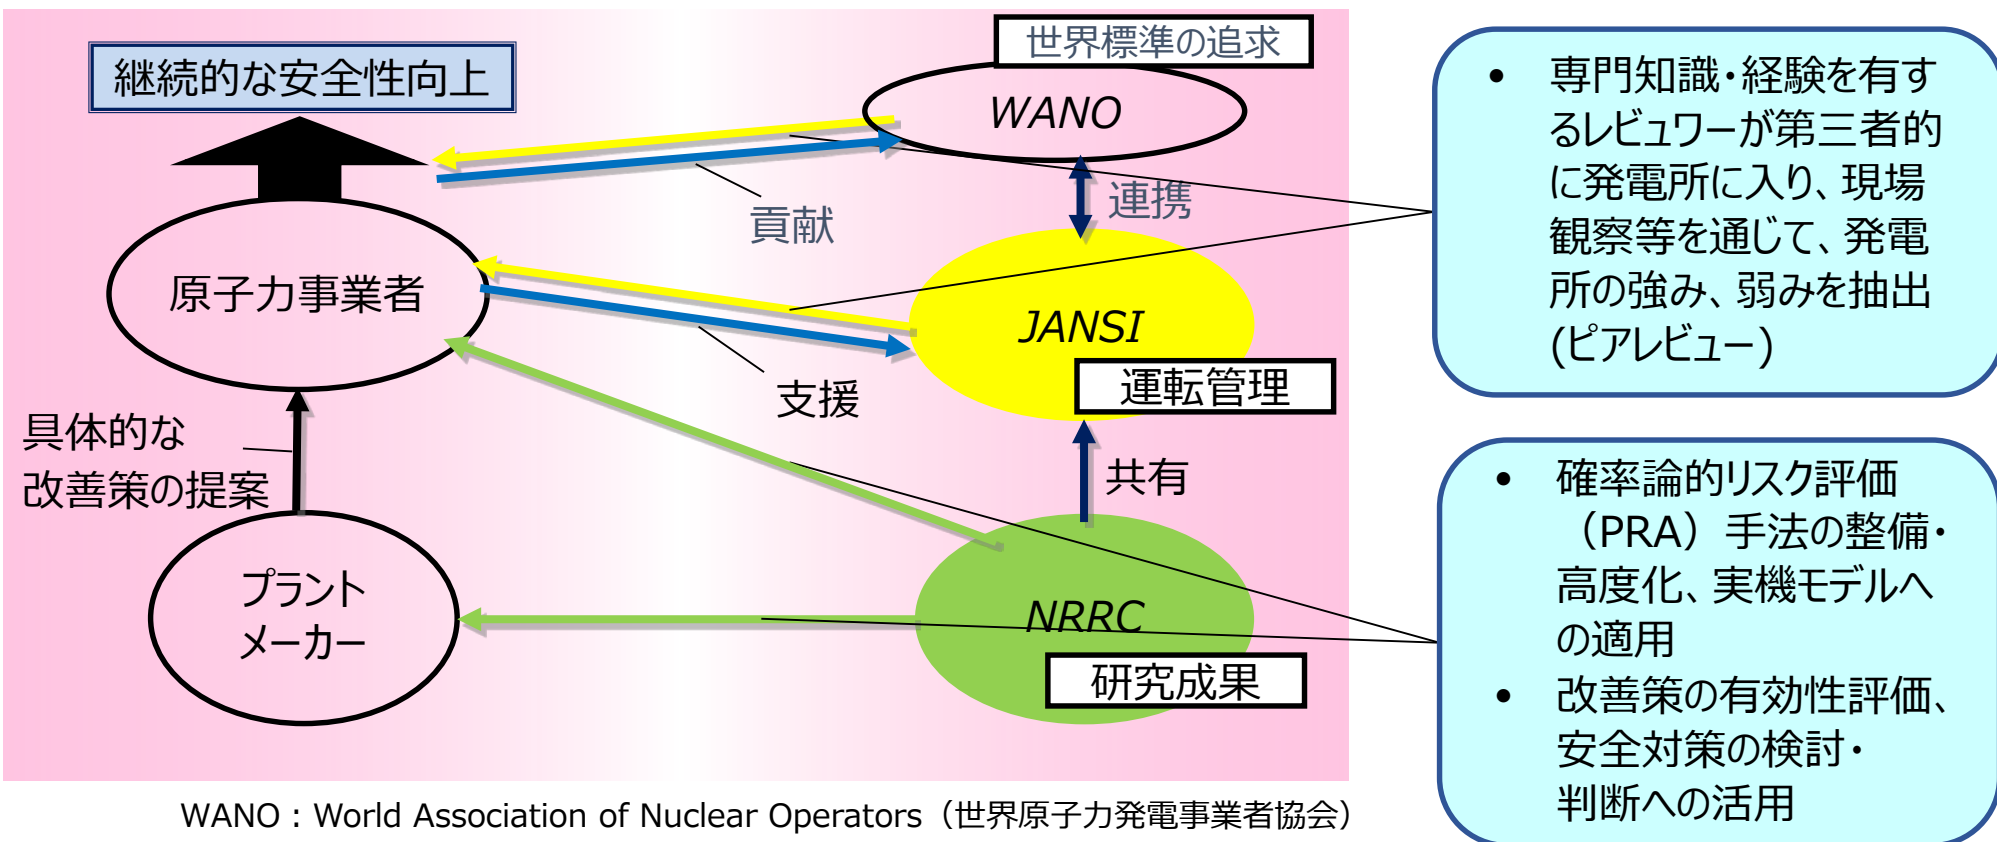 世界標準の追求
継続的な安全性向上
WANO
貢献
連携
原子力事業者
JANSI
運転管理
支援
具体的な
改善策の提案
共有
プラント
メーカー
NRRC
研究成果
WANO：World Association of Nuclear Operators（世界原子力発電事業者協会）
• 専門知識・経験を有す
るレビュワーが第三者的
に発電所に入り、現場
観察等を通じて、発電
所の強み、弱みを抽出
(ピアレビュー)
• 確率論的リスク評価
（PRA）手法の整備・
高度化、実機モデルへ
の適用
• 改善策の有効性評価、
安全対策の検討・
判断への活用